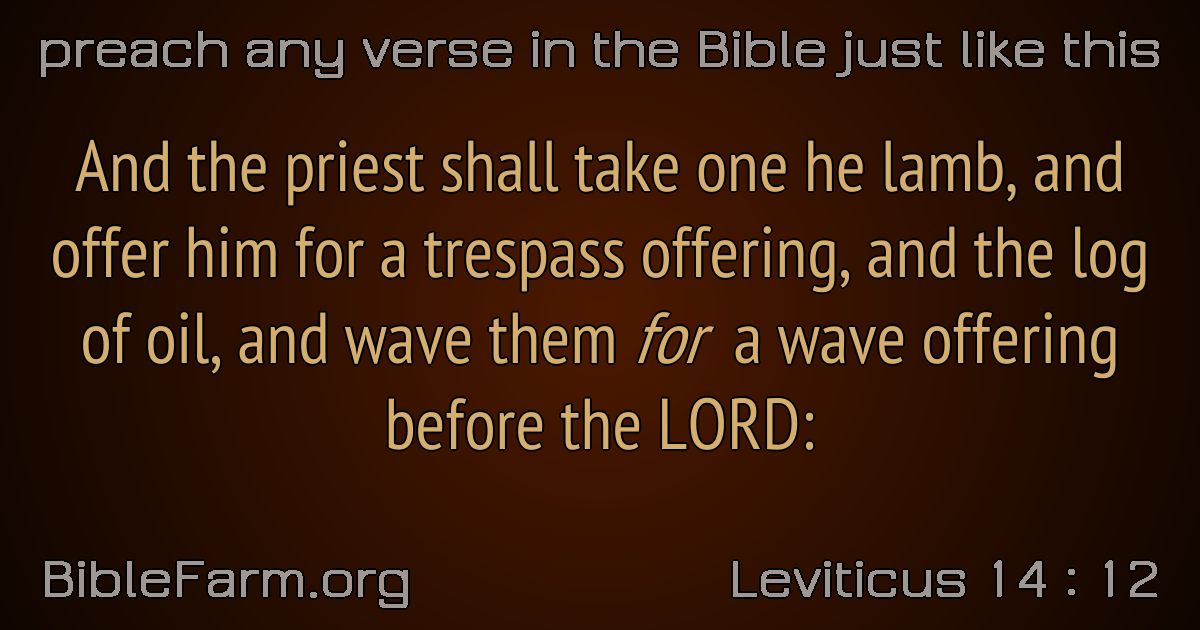 preach any verse in the Bible just like this
And the priest shall take one he lamb, and
offer him for a trespass offering, and the log
of oil, and wave them for a wave offering
before the LORD:
BibleFarm.org
Leviticus 14 : 12